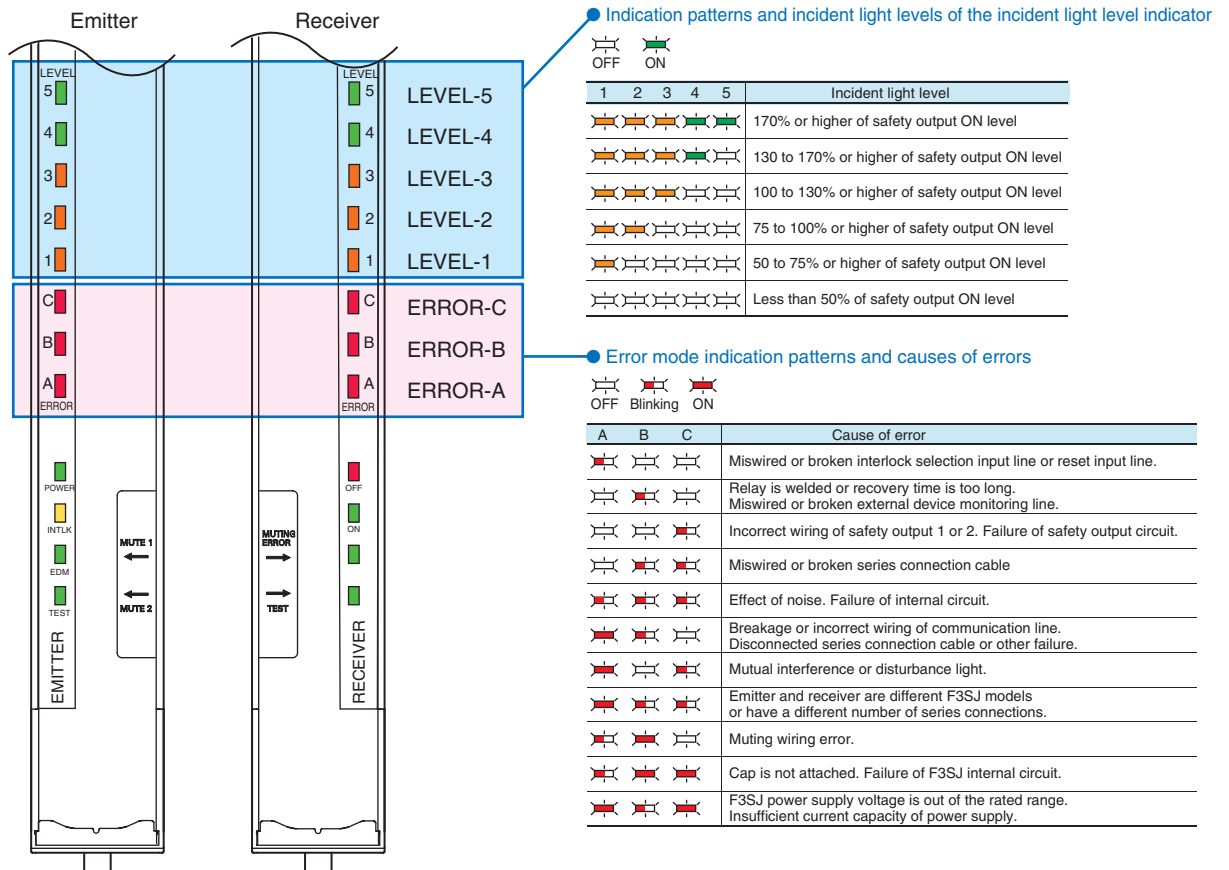 Emitter
Receiver
LEVEL
5
4
3
2
1
C
B
A
ERROR
POWER
INTLK
EDM
TEST
EMITTER
MUTE 1
MUTE 2
LEVEL
5
4
3
2
1
C
B
A
ERROR
OFF
ON
RECEIVER
MUTING
ERROR
TEST
LEVEL-5
LEVEL-4
LEVEL-3
LEVEL-2
LEVEL-1
ERROR-C
ERROR-B
ERROR-A
Indication patterns and incident light levels of the incident light level indicator
OFF ON
1 2 3 4 5 Incident light level
170% or higher of safety output ON level
130 to 170% or higher of safety output ON level
100 to 130% or higher of safety output ON level
75 to 100% or higher of safety output ON level
50 to 75% or higher of safety output ON level
Less than 50% of safety output ON level
Error mode indication patterns and causes of errors
OFF Blinking ON
A B C Cause of error
Miswired or broken interlock selection input line or reset input line.
Relay is welded or recovery time is too long.
Miswired or broken external device monitoring line.
Incorrect wiring of safety output 1 or 2. Failure of safety output circuit.
Miswired or broken series connection cable
Effect of noise. Failure of internal circuit.
Breakage or incorrect wiring of communication line.
Disconnected series connection cable or other failure.
Mutual interference or disturbance light.
Emitter and receiver are different F3SJ models
or have a different number of series connections.
Muting wiring error.
Cap is not attached. Failure of F3SJ internal circuit.
F3SJ power supply voltage is out of the rated range.
Insufficient current capacity of power supply.